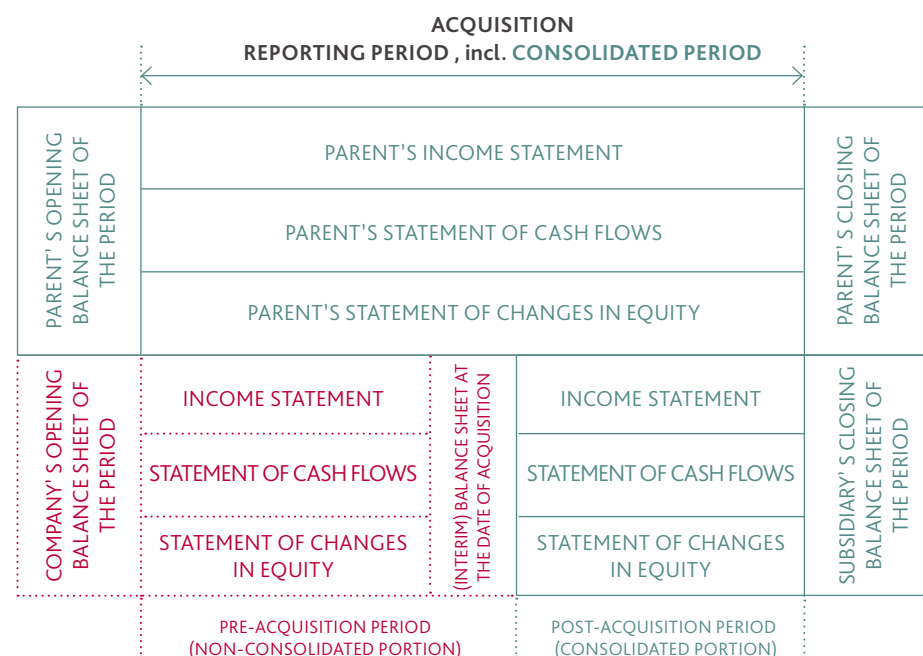 ACQUISITION
REPORTING PERIOD , incl. CONSOLIDATED PERIOD
PARENT' S OPENING
BALANCE SHEET OF
THE PERIOD
PARENT'S INCOME STATEMENT
PARENT'S STATEMENT OF CASH FLOWS
PARENT'S STATEMENT OF CHANGES IN EQUITY
PARENT' S CLOSING
BALANCE SHEET OF
THE PERIOD
COMPANY' S OPENING
BALANCE SHEET OF
THE PERIOD
INCOME STATEMENT
STATEMENT OF CASH FLOWS
STATEMENT OF CHANGES
IN EQUITY
(INTERIM) BALANCE SHEET AT
THE DATE OF ACQUISITION
INCOME STATEMENT
STATEMENT OF CASH FLOWS
STATEMENT OF CHANGES
IN EQUITY
SUBSIDIARY' S CLOSING
BALANCE SHEET OF
THE PERIOD
PRE-ACQUISITION PERIOD
(NON-CONSOLIDATED PORTION)
POST-ACQUISITION PERIOD
(CONSOLIDATED PORTION)